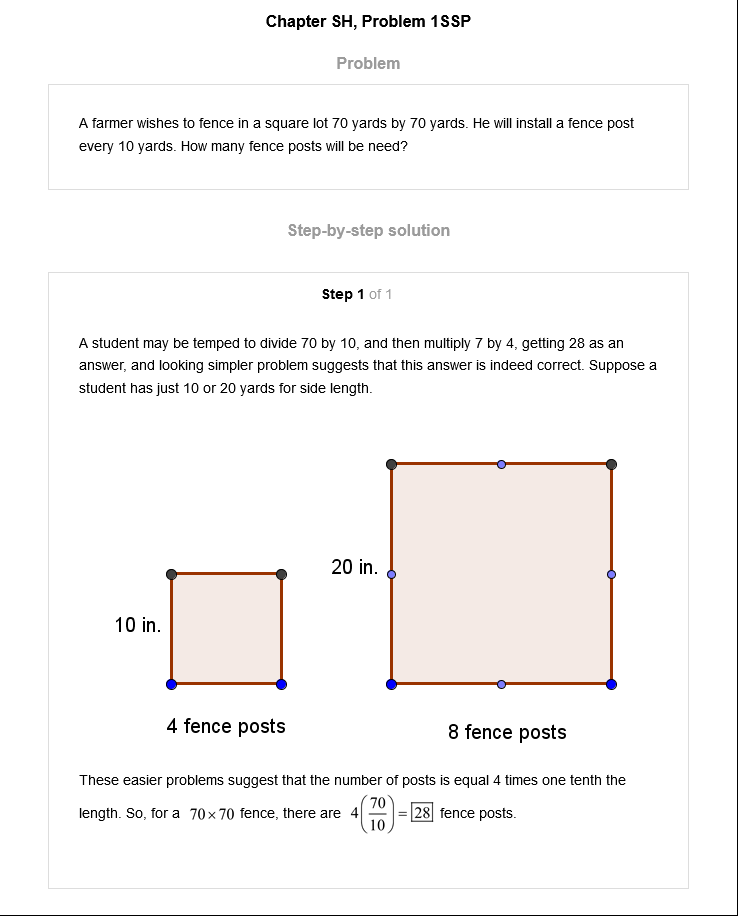 Chapter SH, Problem 1SSP
Problem
A farmer wishes to fence in a square lot 70 yards by 70 yards. He will install a fence post
every 10 yards. How many fence posts will be need?
Step-by-step solution
Step 1 of 1
A student may be temped to divide 70 by 10, and then multiply 7 by 4, getting 28 as an
answer, and looking simpler problem suggests that this answer is indeed correct. Suppose a
student has just 10 or 20 yards for side length.
20 in.
10 in.
4 fence posts
8 fence posts
These easier problems suggest that the number of posts is equal 4 times one tenth the
length. So, for a 70×70 fence, there are 4(70/10)=28 fence posts.